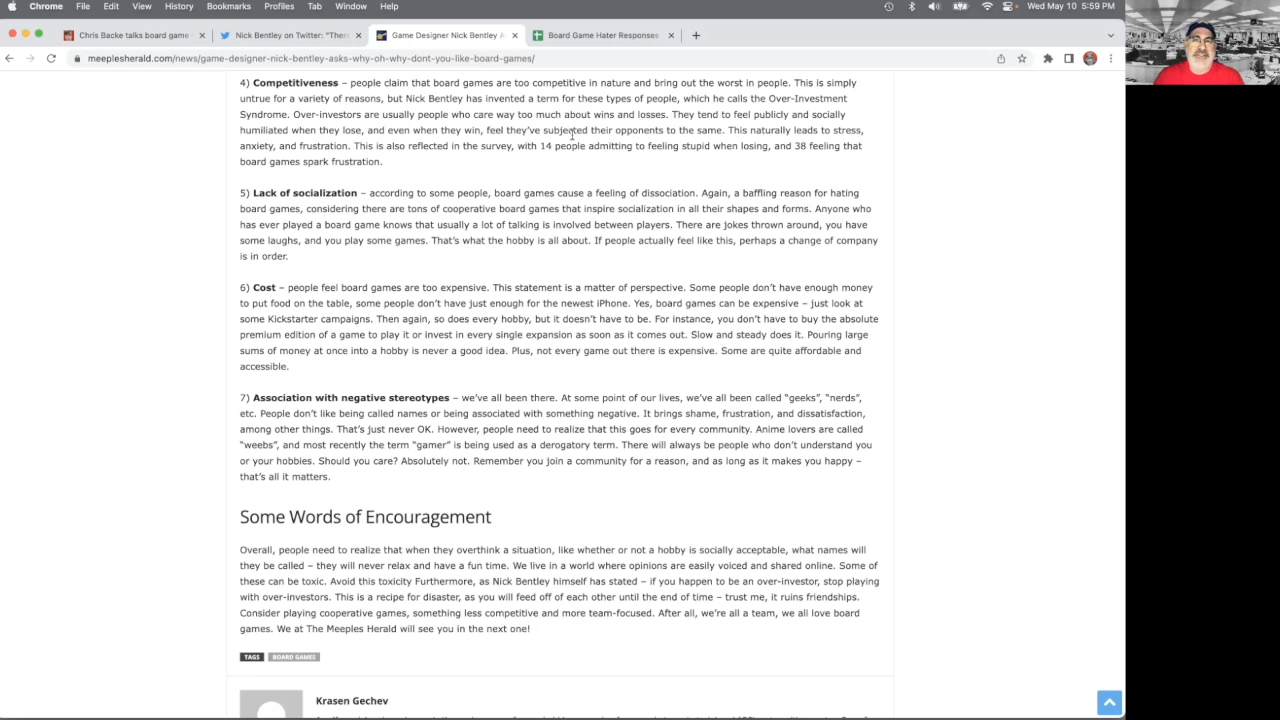 Chrome File Edit View History Bookmarks Profiles Tab Window Help Wed May 10 5:59 PM
Chris Backe talks board game Nick Bentley on Twitter: "Ther Game Designer Nick Bentley A Board Game Hater Responses
meeplesherald.com/news/game-designer-nick-bentley-asks-why-oh-why-dont-you-like-board-games/
4) Competitiveness – people claim that board games are too competitive in nature and bring out the worst in people. This is simply
untrue for a variety of reasons, but Nick Bentley has invented a term for these types of people, which he calls the Over-Investment
Syndrome. Over-investors are usually people who care way too much about wins and losses. They tend to feel publicly and socially
humiliated when they lose, and even when they win, feel they've subjected their opponents to the same. This naturally leads to stress,
anxiety, and frustration. This is also reflected in the survey, with 14 people admitting to feeling stupid when losing, and 38 feeling that
board games spark frustration.
5) Lack of socialization – according to some people, board games cause a feeling of dissociation. Again, a baffling reason for hating
board games, considering there are tons of cooperative board games that inspire socialization in all their shapes and forms. Anyone who
has ever played a board game knows that usually a lot of talking is involved between players. There are jokes thrown around, you have
some laughs, and you play some games. That's what the hobby is all about. If people actually feel like this, perhaps a change of company
is in order.
6) Cost – people feel board games are too expensive. This statement is a matter of perspective. Some people don't have enough money
to put food on the table, some people don't have just enough for the newest iPhone. Yes, board games can be expensive – just look at
some Kickstarter campaigns. Then again, so does every hobby, but it doesn't have to be. For instance, you don't have to buy the absolute
premium edition of a game to play it or invest in every single expansion as soon as it comes out. Slow and steady does it. Pouring large
sums of money at once into a hobby is never a good idea. Plus, not every game out there is expensive. Some are quite affordable and
accessible.
7) Association with negative stereotypes – we've all been there. At some point of our lives, we've all been called "geeks", "nerds",
etc. People don't like being called names or being associated with something negative. It brings shame, frustration, and dissatisfaction,
among other things. That's just never OK. However, people need to realize that this goes for every community. Anime lovers are called
"weebs", and most recently the term "gamer" is being used as a derogatory term. There will always be people who don't understand you
or your hobbies. Should you care? Absolutely not. Remember you join a community for a reason, and as long as it makes you happy –
that's all it matters.
Some Words of Encouragement
Overall, people need to realize that when they overthink a situation, like whether or not a hobby is socially acceptable, what names will
they be called – they will never relax and have a fun time. We live in a world where opinions are easily voiced and shared online. Some of
these can be toxic. Avoid this toxicity Furthermore, as Nick Bentley himself has stated – if you happen to be an over-investor, stop playing
with over-investors. This is a recipe for disaster, as you will feed off of each other until the end of time – trust me, it ruins friendships.
Consider playing cooperative games, something less competitive and more team-focused. After all, we're all a team, we all love board
games. We at The Meeples Herald will see you in the next one!
TAGS BOARD GAMES
Krasen Gechev